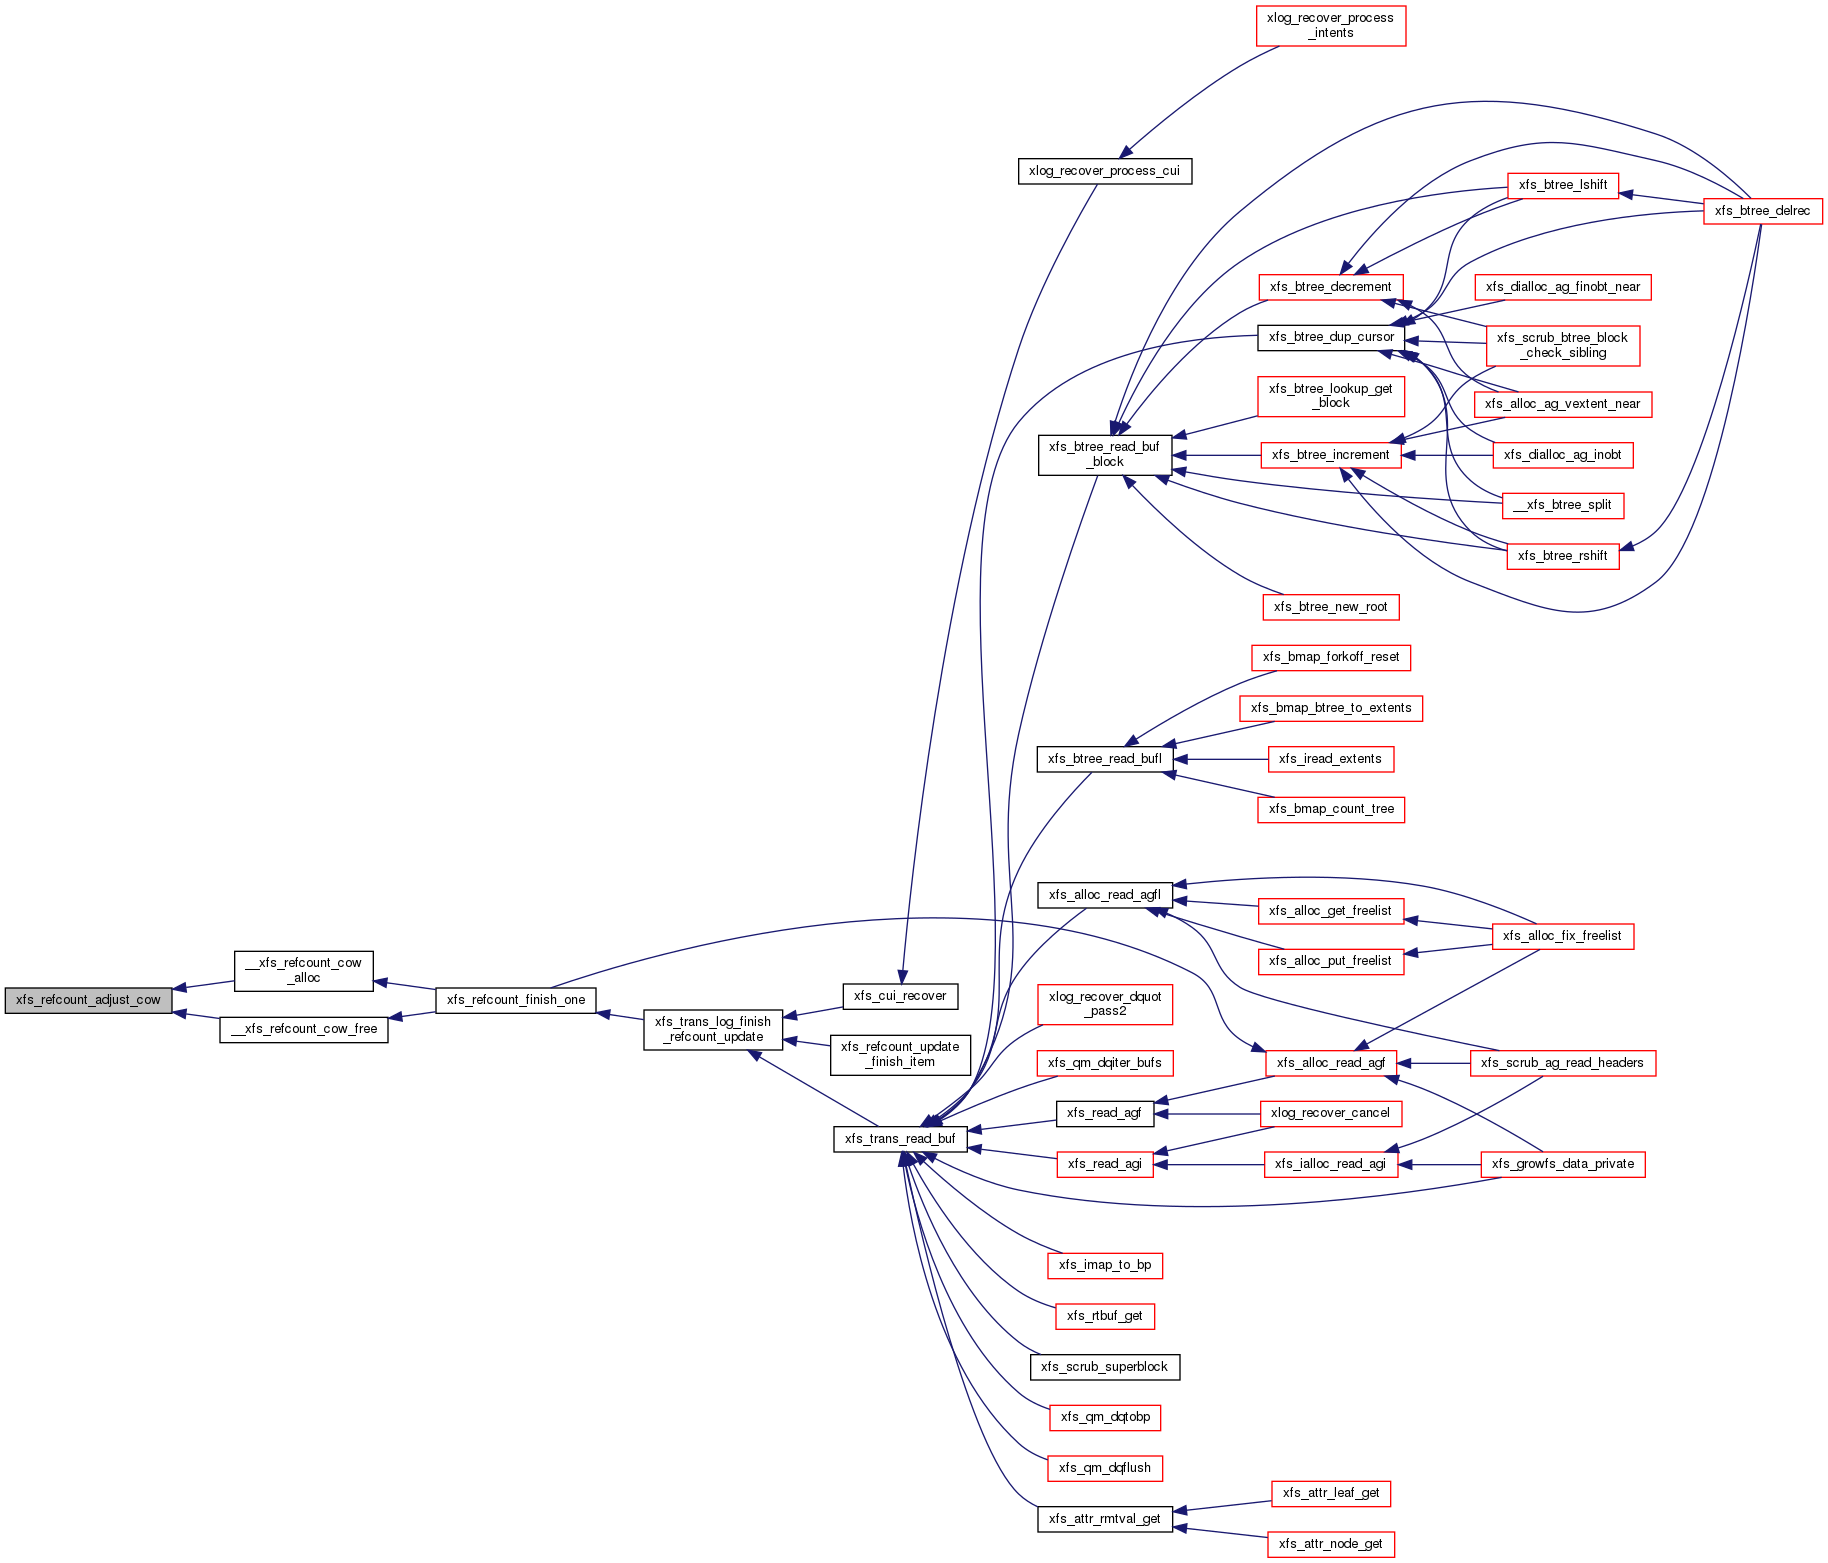 xlog_recover_process
_intents
xlog_recover_process_cui
xfs_btree_lshift
xfs_btree_delrec
xfs_btree_decrement
xfs_dialloc_ag_finobt_near
xfs_btree_dup_cursor
xfs_scrub_btree_block
_check_sibling
xfs_btree_lookup_get
_block
xfs_alloc_ag_vextent_near
xfs_btree_read_buf
_block
xfs_btree_increment
xfs_dialloc_ag_inobt
__xfs_btree_split
xfs_btree_rshift
xfs_btree_new_root
xfs_bmap_forkoff_reset
xfs_bmap_btree_to_extents
xfs_btree_read_bufl
xfs_iread_extents
xfs_bmap_count_tree
xfs_alloc_read_agfl
xfs_alloc_get_freelist
xfs_alloc_fix_freelist
xfs_alloc_put_freelist
__xfs_refcount_cow
_alloc
xfs_refcount_adjust_cow
xfs_refcount_finish_one
__xfs_refcount_cow_free
xfs_cui_recover
xlog_recover_dquot
_pass2
xfs_trans_log_finish
_refcount_update
xfs_refcount_update
_finish_item
xfs_qm_dqiter_bufs
xfs_alloc_read_agf
xfs_scrub_ag_read_headers
xfs_read_agf
xlog_recover_cancel
xfs_trans_read_buf
xfs_read_agi
xfs_ialloc_read_agi
xfs_growfs_data_private
xfs_imap_to_bp
xfs_rtbuf_get
xfs_scrub_superblock
xfs_qm_dqtobp
xfs_qm_dqflush
xfs_attr_leaf_get
xfs_attr_rmtval_get
xfs_attr_node_get